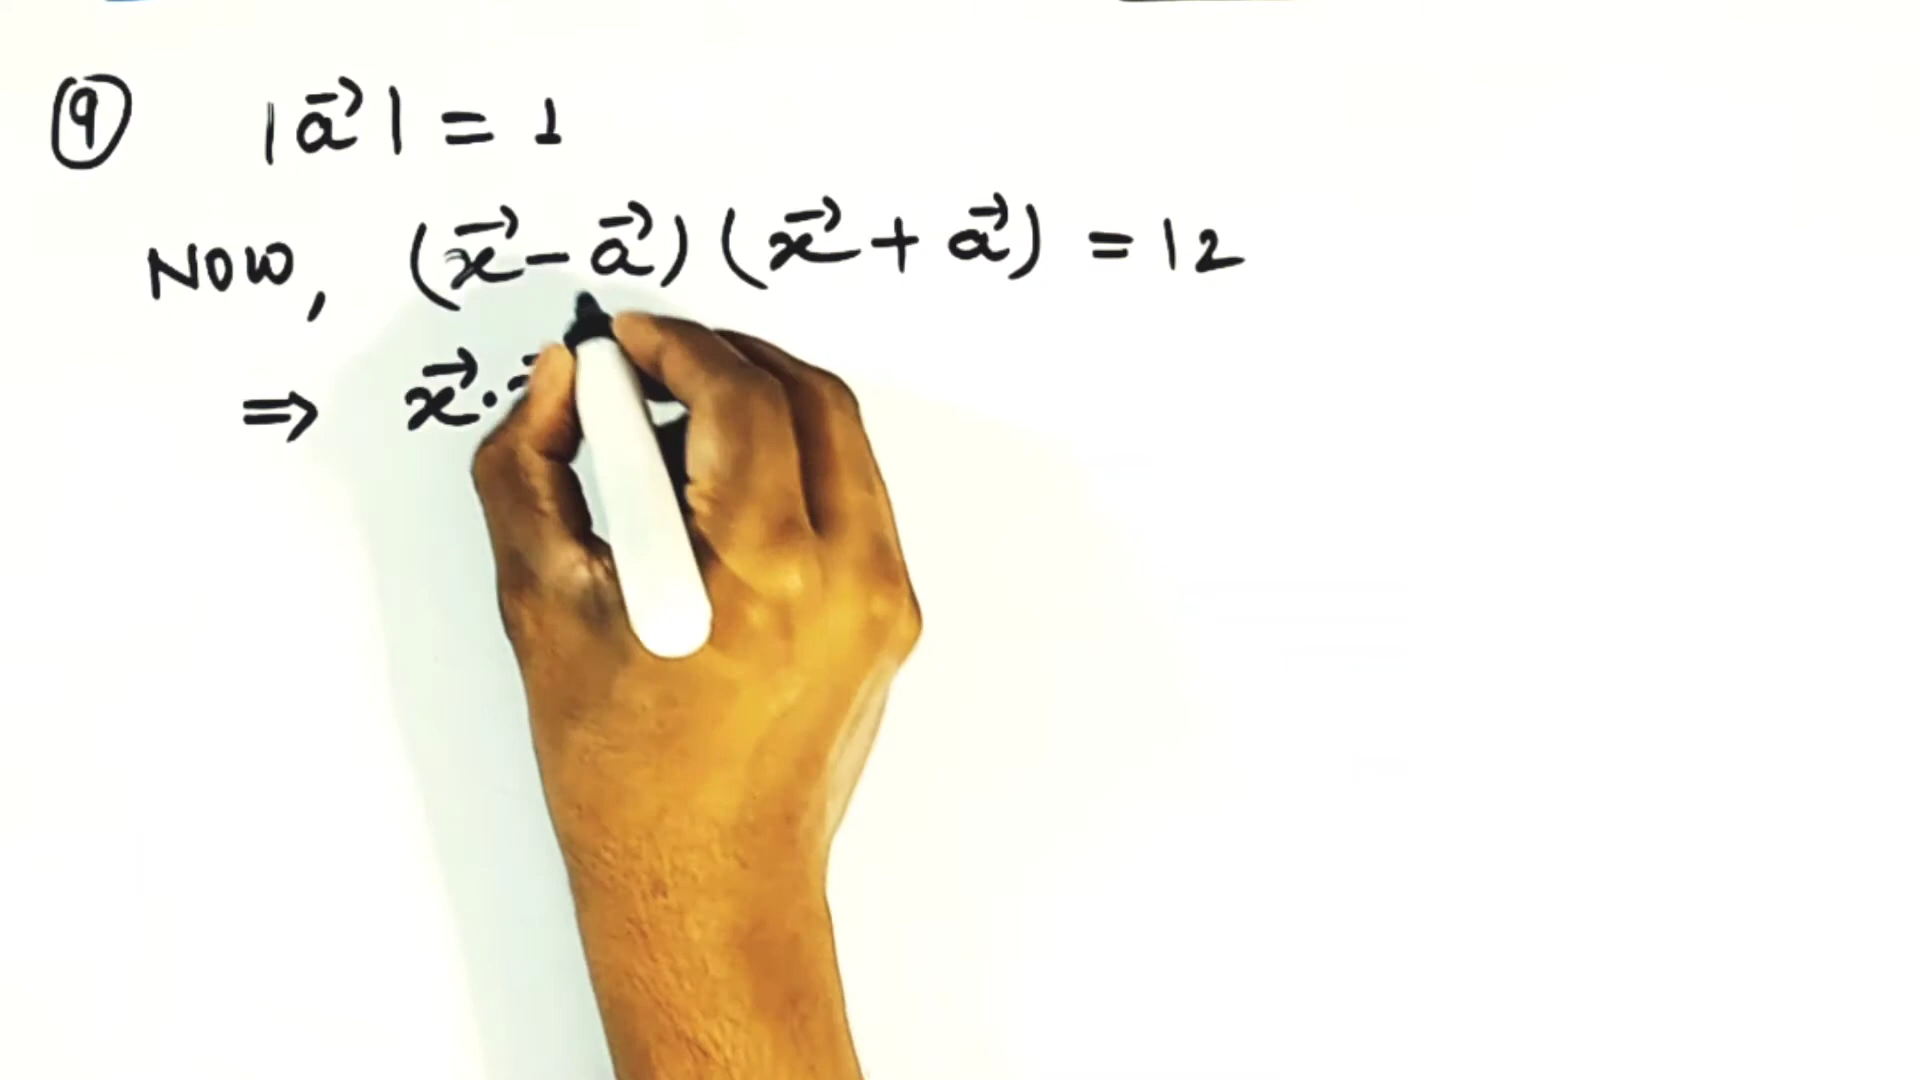 ⑨ |a⃗| = 1
Now, (x⃗ - a⃗) (x⃗ + a⃗) = 12
⇒ x⃗ ·